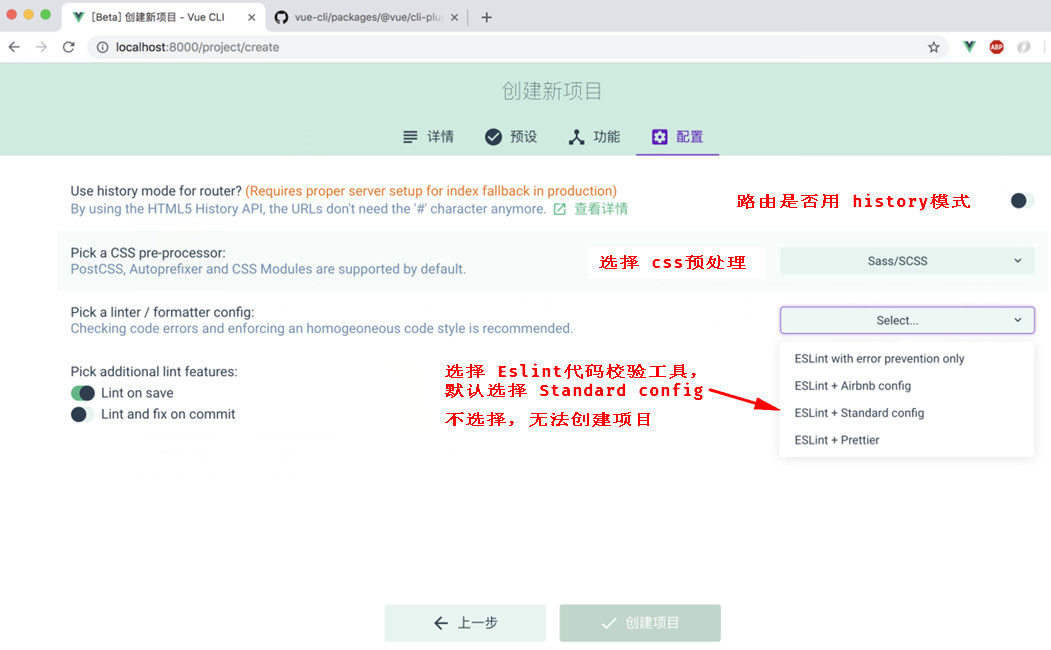 [Beta] 创建新项目 - Vue CLI
vue-cli/packages/@vue/cli-plu
localhost:8000/project/create
ABP
创建新项目
详情
预设
功能
配置
Use history mode for router? (Requires proper server setup for index fallback in production)
By using the HTML5 History API, the URLs don't need the '#' character anymore. 查看详情
路由是否用 history模式
Pick a CSS pre-processor:
PostCSS, Autoprefixer and CSS Modules are supported by default.
选择 css预处理
Sass/SCSS
Pick a linter / formatter config:
Checking code errors and enforcing an homogeoneous code style is recommended.
Select...
ESLint with error prevention only
ESLint + Airbnb config
ESLint + Standard config
ESLint + Prettier
Pick additional lint features:
Lint on save
Lint and fix on commit
选择 Eslint代码校验工具，
默认选择 Standard config
不选择，无法创建项目
上一步
创建项目